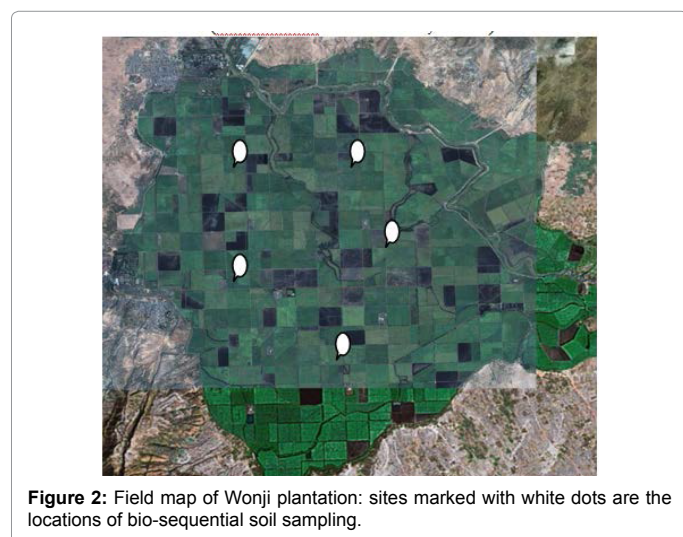 Figure 2: Field map of Wonji plantation: sites marked with white dots are the
locations of bio-sequential soil sampling.